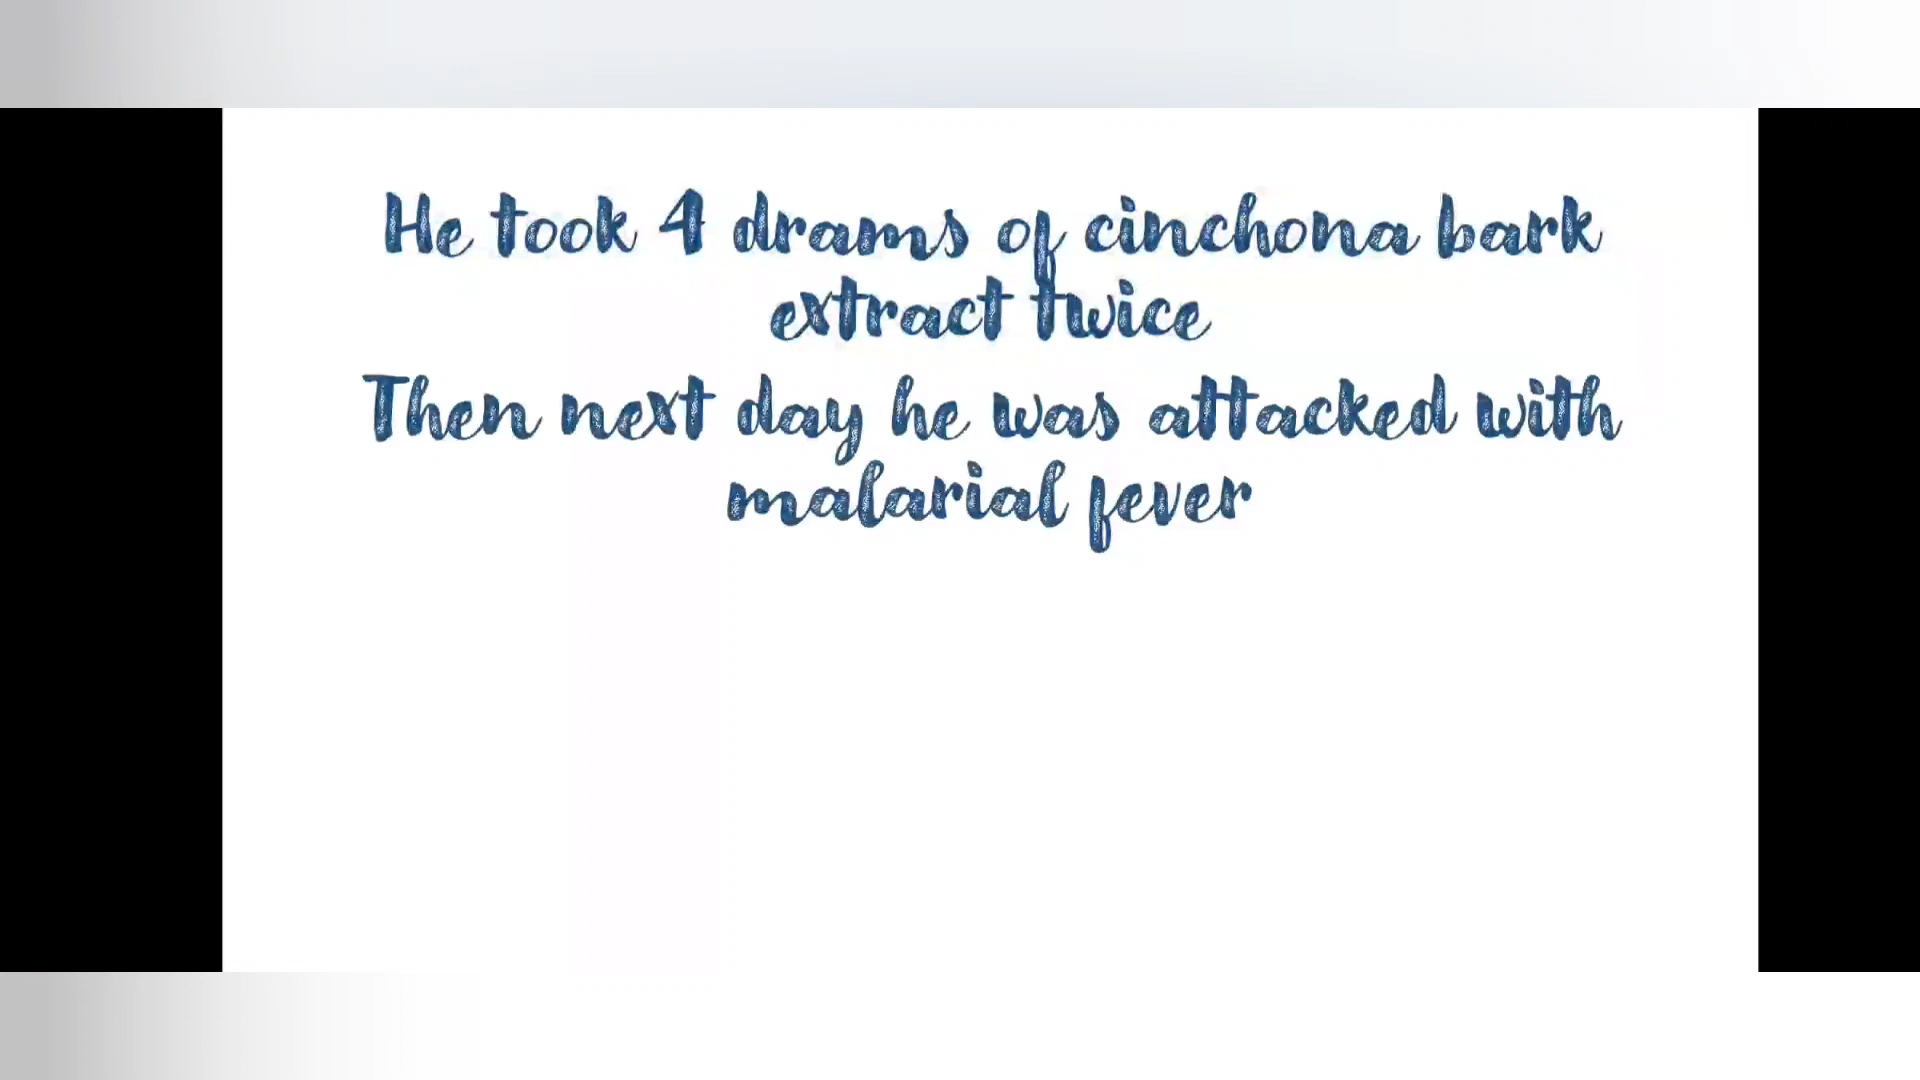 He took 4 drams of cinchona bark
extract twice
Then next day he was attacked with
malarial fever